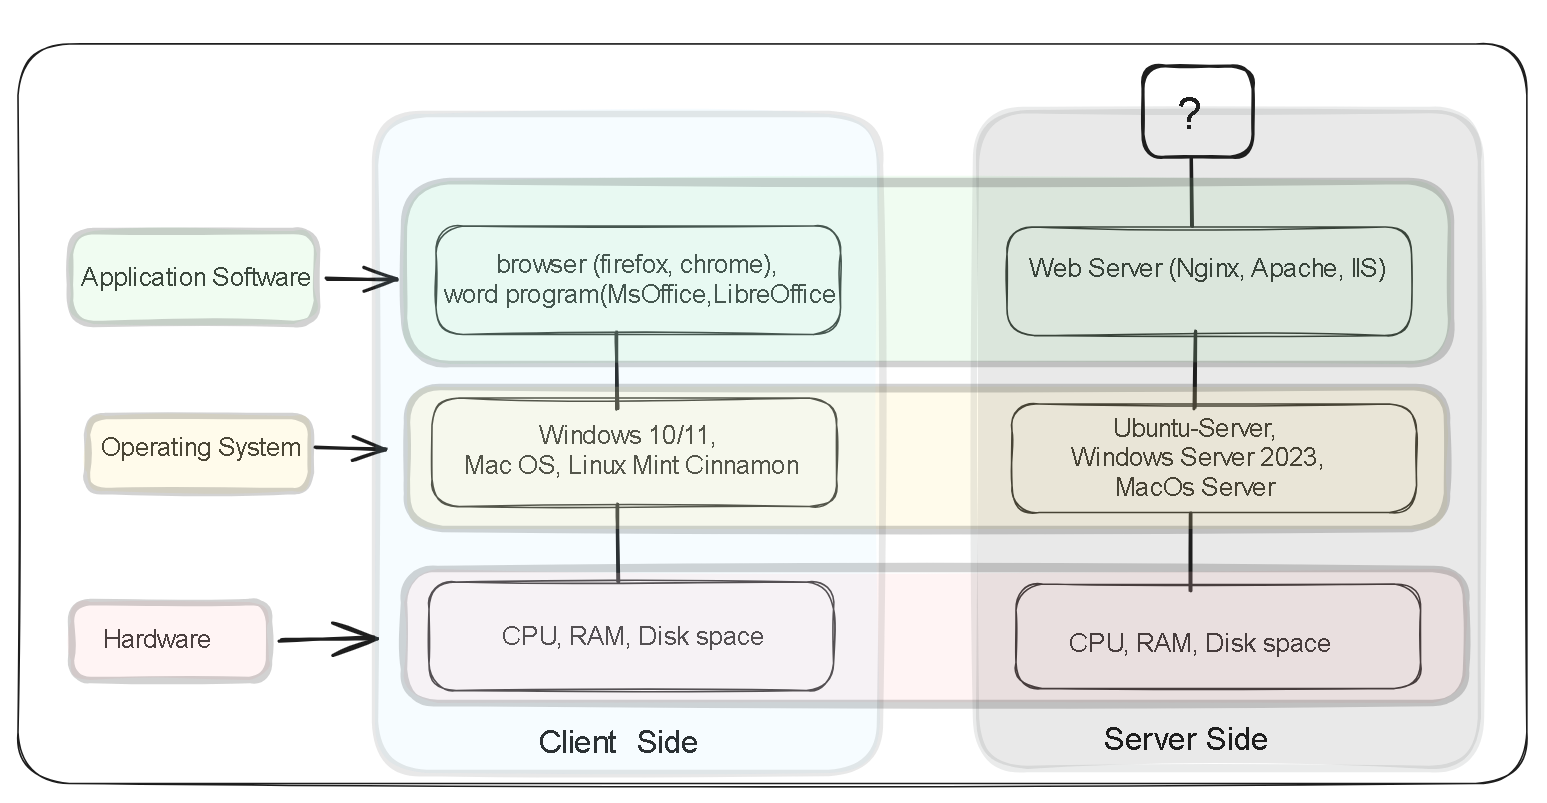 ?
Application Software
browser (firefox, chrome),
word program(MsOffice,LibreOffice
Web Server (Nginx, Apache, IIS)
Operating System
Windows 10/11,
Mac OS, Linux Mint Cinnamon
Ubuntu-Server,
Windows Server 2023,
MacOs Server
Hardware
CPU, RAM, Disk space
CPU, RAM, Disk space
Client Side
Server Side